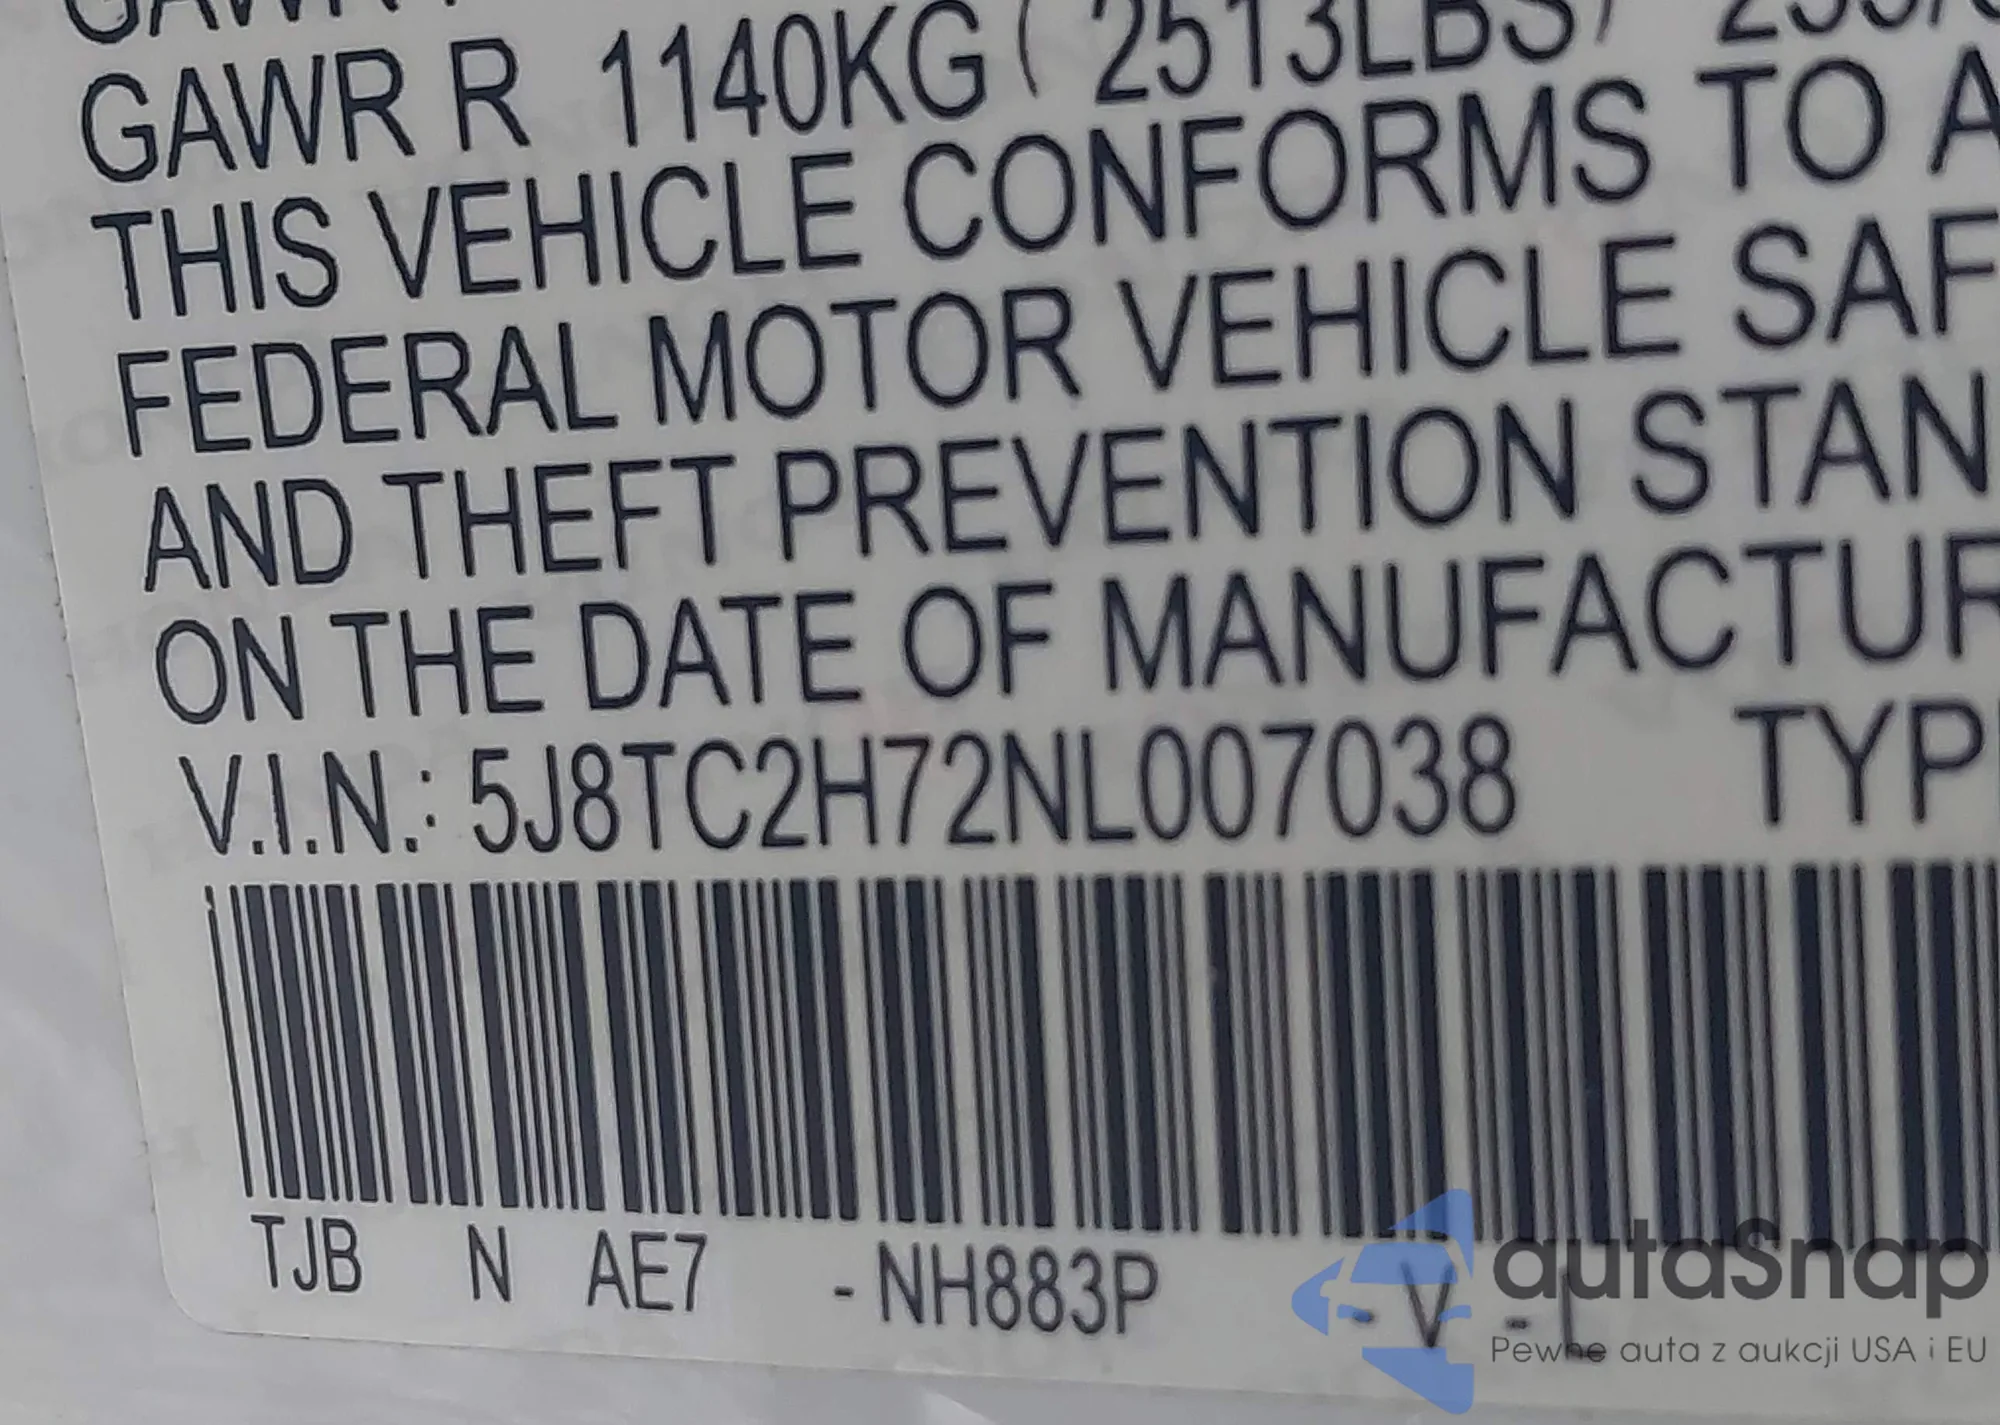 GAWR
GAWR R 1140KG ( 2513LBS)
THIS VEHICLE CONFORMS TO A
FEDERAL MOTOR VEHICLE SAF
AND THEFT PREVENTION STAN
ON THE DATE OF MANUFACTUR
V.I.N.: 5J8TC2H72NL007038 TYP
TJB N AE7 -NH883P -V -L
autaSnap
Pewne auta z aukcji USA i EU